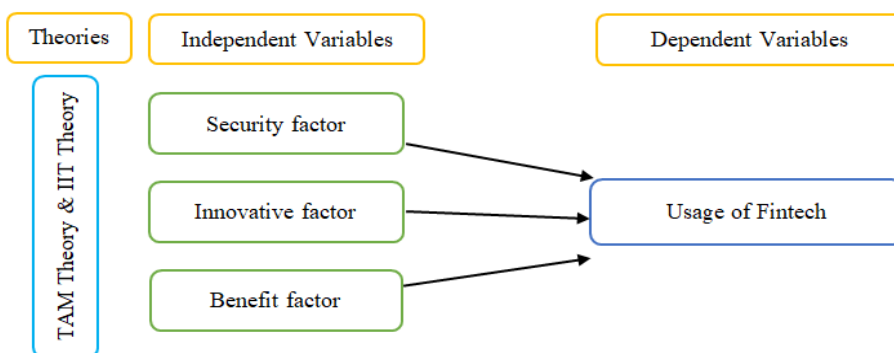 Theories
Independent Variables
Dependent Variables
TAM Theory & IIT Theory
Security factor
Innovative factor
Benefit factor
Usage of Fintech